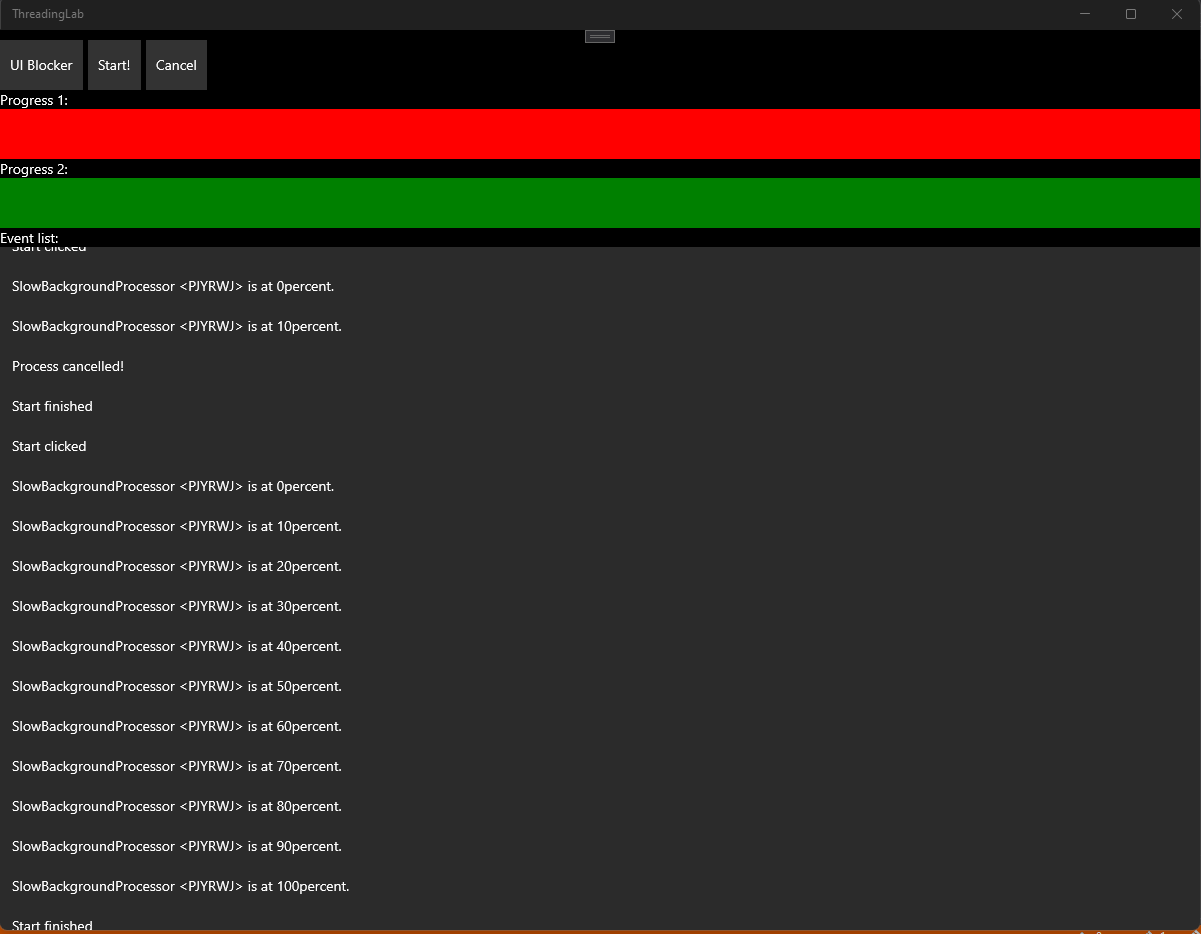 ThreadingLab
UI Blocker Start! Cancel
Progress 1:
Progress 2:
Event list:
Start clicked
SlowBackgroundProcessor <PJYRWJ> is at 0percent.
SlowBackgroundProcessor <PJYRWJ> is at 10percent.
Process cancelled!
Start finished
Start clicked
SlowBackgroundProcessor <PJYRWJ> is at 0percent.
SlowBackgroundProcessor <PJYRWJ> is at 10percent.
SlowBackgroundProcessor <PJYRWJ> is at 20percent.
SlowBackgroundProcessor <PJYRWJ> is at 30percent.
SlowBackgroundProcessor <PJYRWJ> is at 40percent.
SlowBackgroundProcessor <PJYRWJ> is at 50percent.
SlowBackgroundProcessor <PJYRWJ> is at 60percent.
SlowBackgroundProcessor <PJYRWJ> is at 70percent.
SlowBackgroundProcessor <PJYRWJ> is at 80percent.
SlowBackgroundProcessor <PJYRWJ> is at 90percent.
SlowBackgroundProcessor <PJYRWJ> is at 100percent.
Start finished